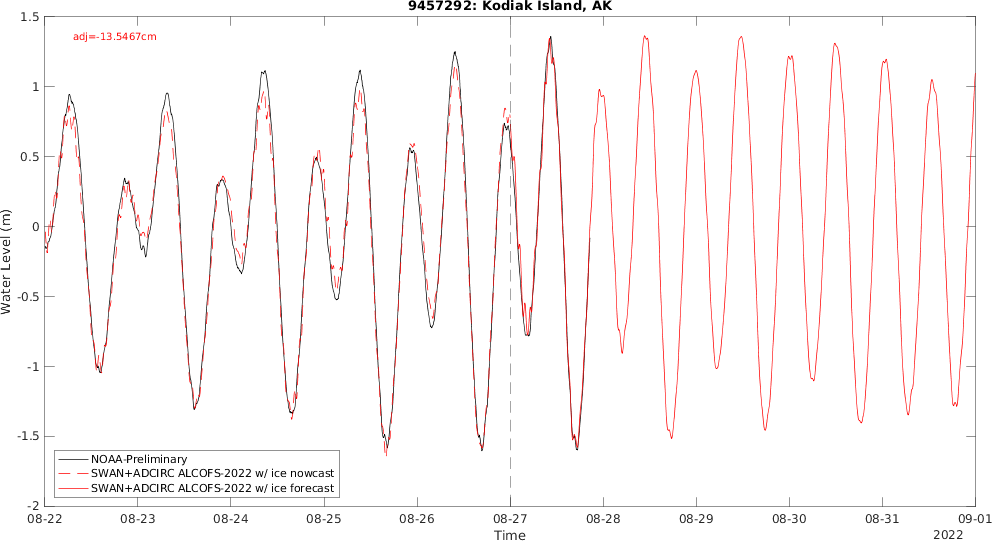 9457292: Kodiak Island, AK
adj=-13.5467cm
1.5
1
0.5
0
-0.5
-1
-1.5
-2
Water Level (m)
NOAA-Preliminary
SWAN+ADCIRC ALCOFS-2022 w/ ice nowcast
SWAN+ADCIRC ALCOFS-2022 w/ ice forecast
08-22 08-23 08-24 08-25 08-26 08-27 08-28 08-29 08-30 08-31 09-01
Time
2022